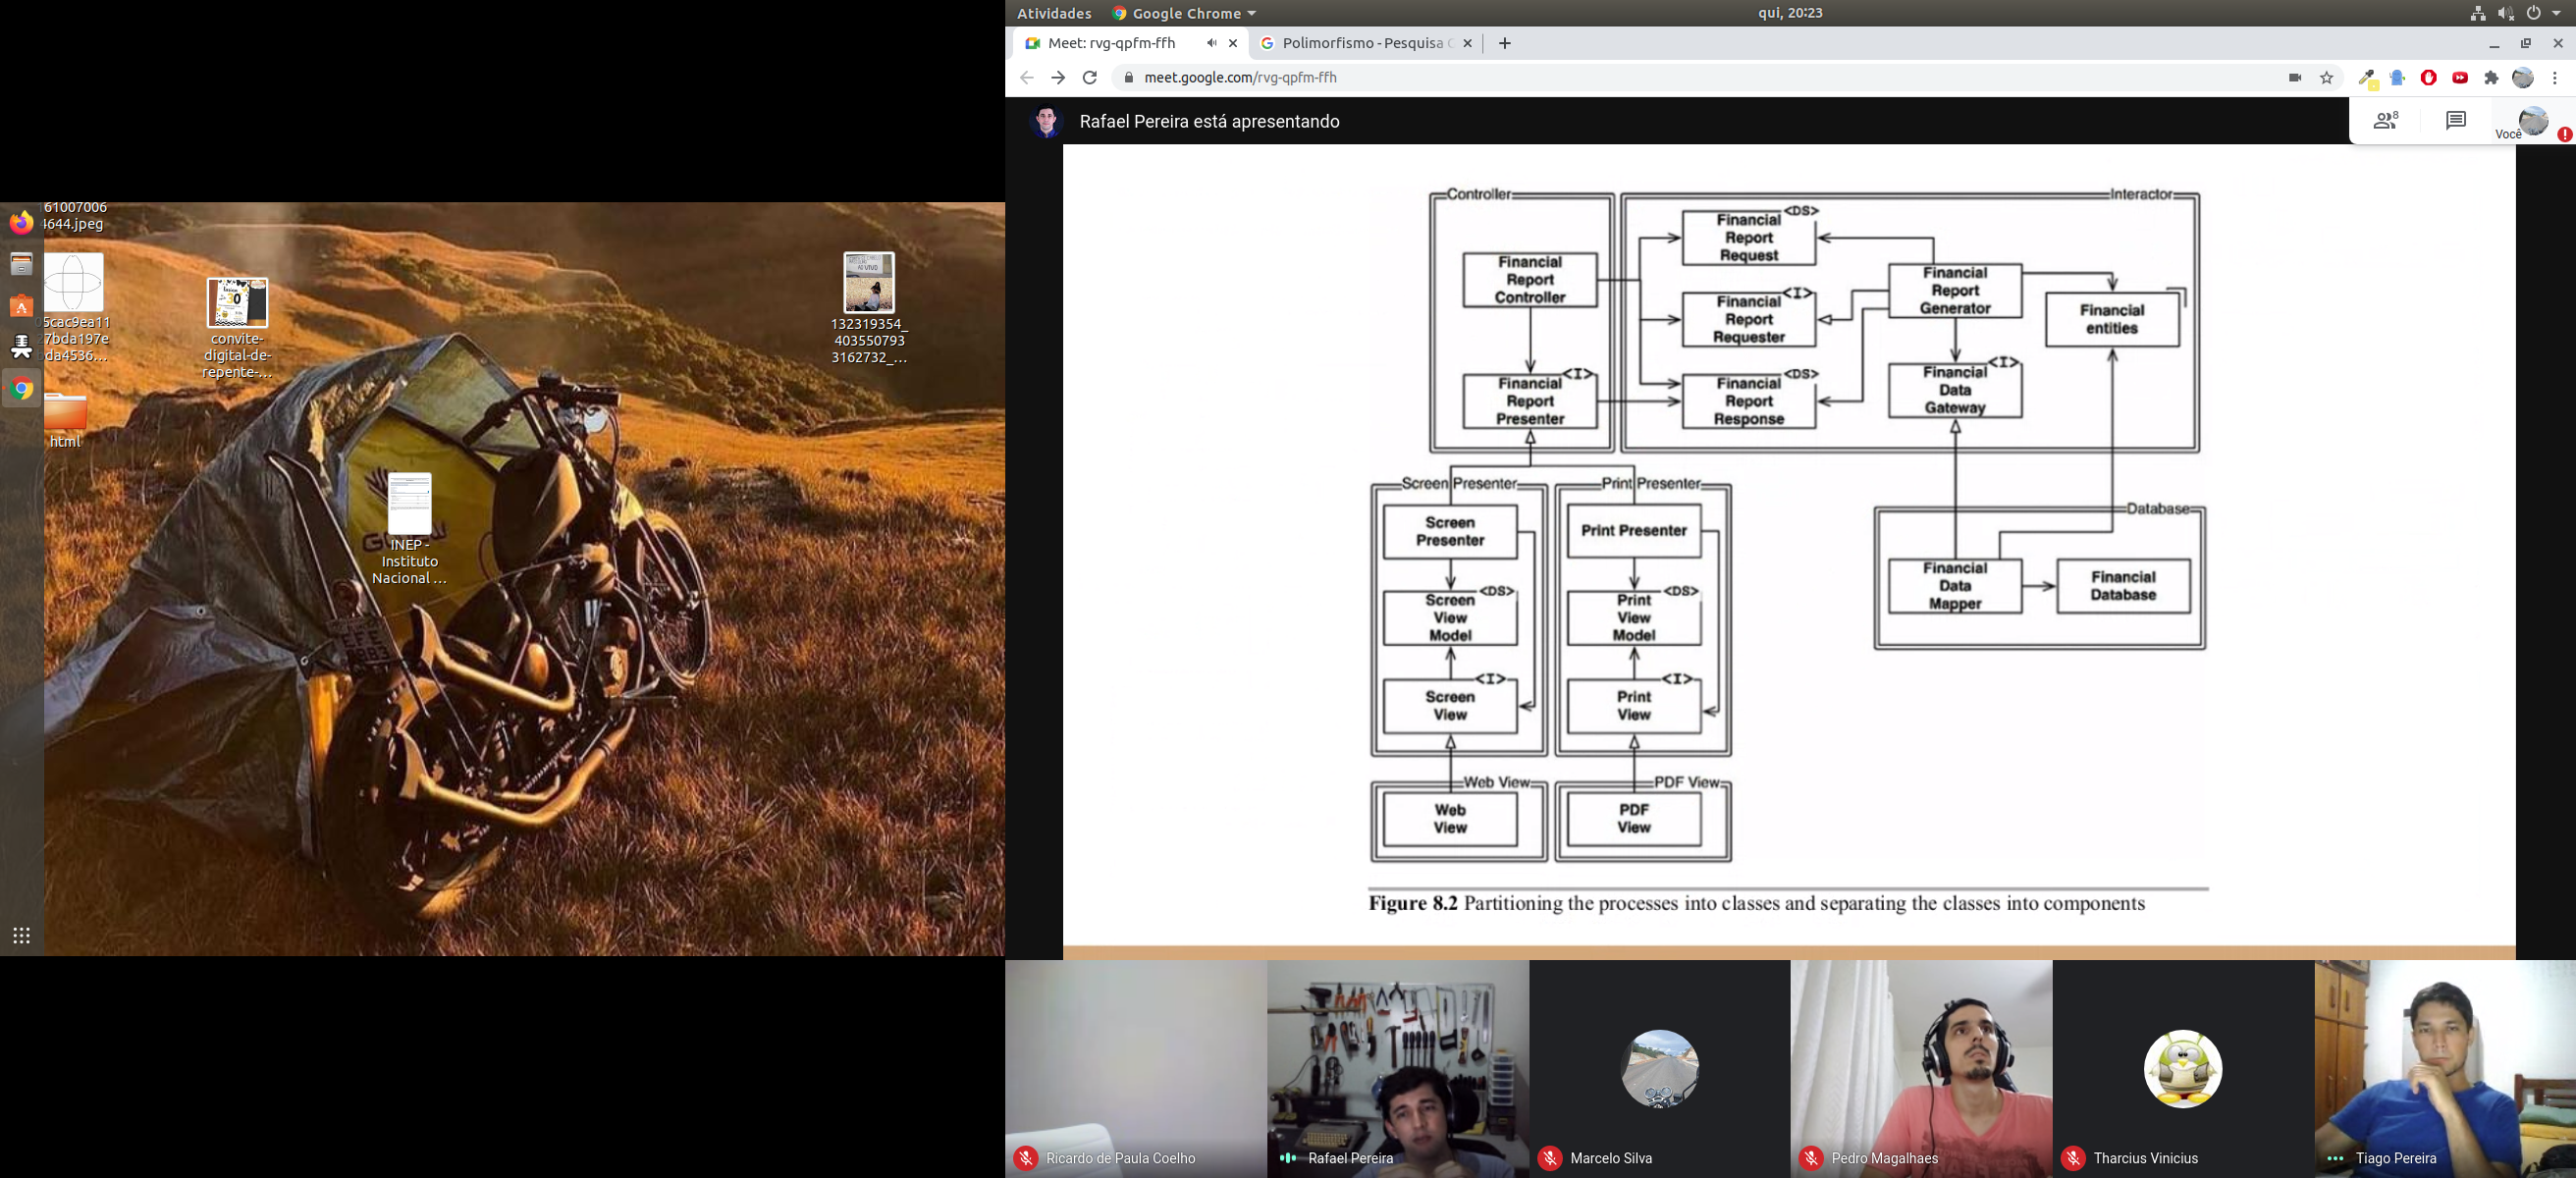 Atividades
Google Chrome
qui, 20:23
Meet: rvg-qpfm-ffh
Polimorfismo - Pesquisa
meet.google.com/rvg-qpfm-ffh
Rafael Pereira está apresentando
8
Você
61007006
4644.jpeg
5cac9ea11
7bda197e
da4536...
convite-
digital-de-
repente-...
132319354_
403550793
3162732_...
html
INEP -
Instituto
Nacional ...
Controller
Financial
Report
Controller
<I>
Financial
Report
Presenter
Interactor
<DS>
Financial
Report
Request
<I>
Financial
Report
Requester
<DS>
Financial
Report
Response
Financial
Report
Generator
Financial
entities
<I>
Financial
Data
Gateway
Screen Presenter
Screen
Presenter
<DS>
Screen
View
Model
<I>
Screen
View
Print Presenter
Print Presenter
<DS>
Print
View
Model
<I>
Print
View
Database
Financial
Data
Mapper
Financial
Database
Web View
Web
View
PDF View
PDF
View
Figure 8.2 Partitioning the processes into classes and separating the classes into components
Ricardo de Paula Coelho
Rafael Pereira
Marcelo Silva
Pedro Magalhaes
Tharcius Vinicius
Tiago Pereira